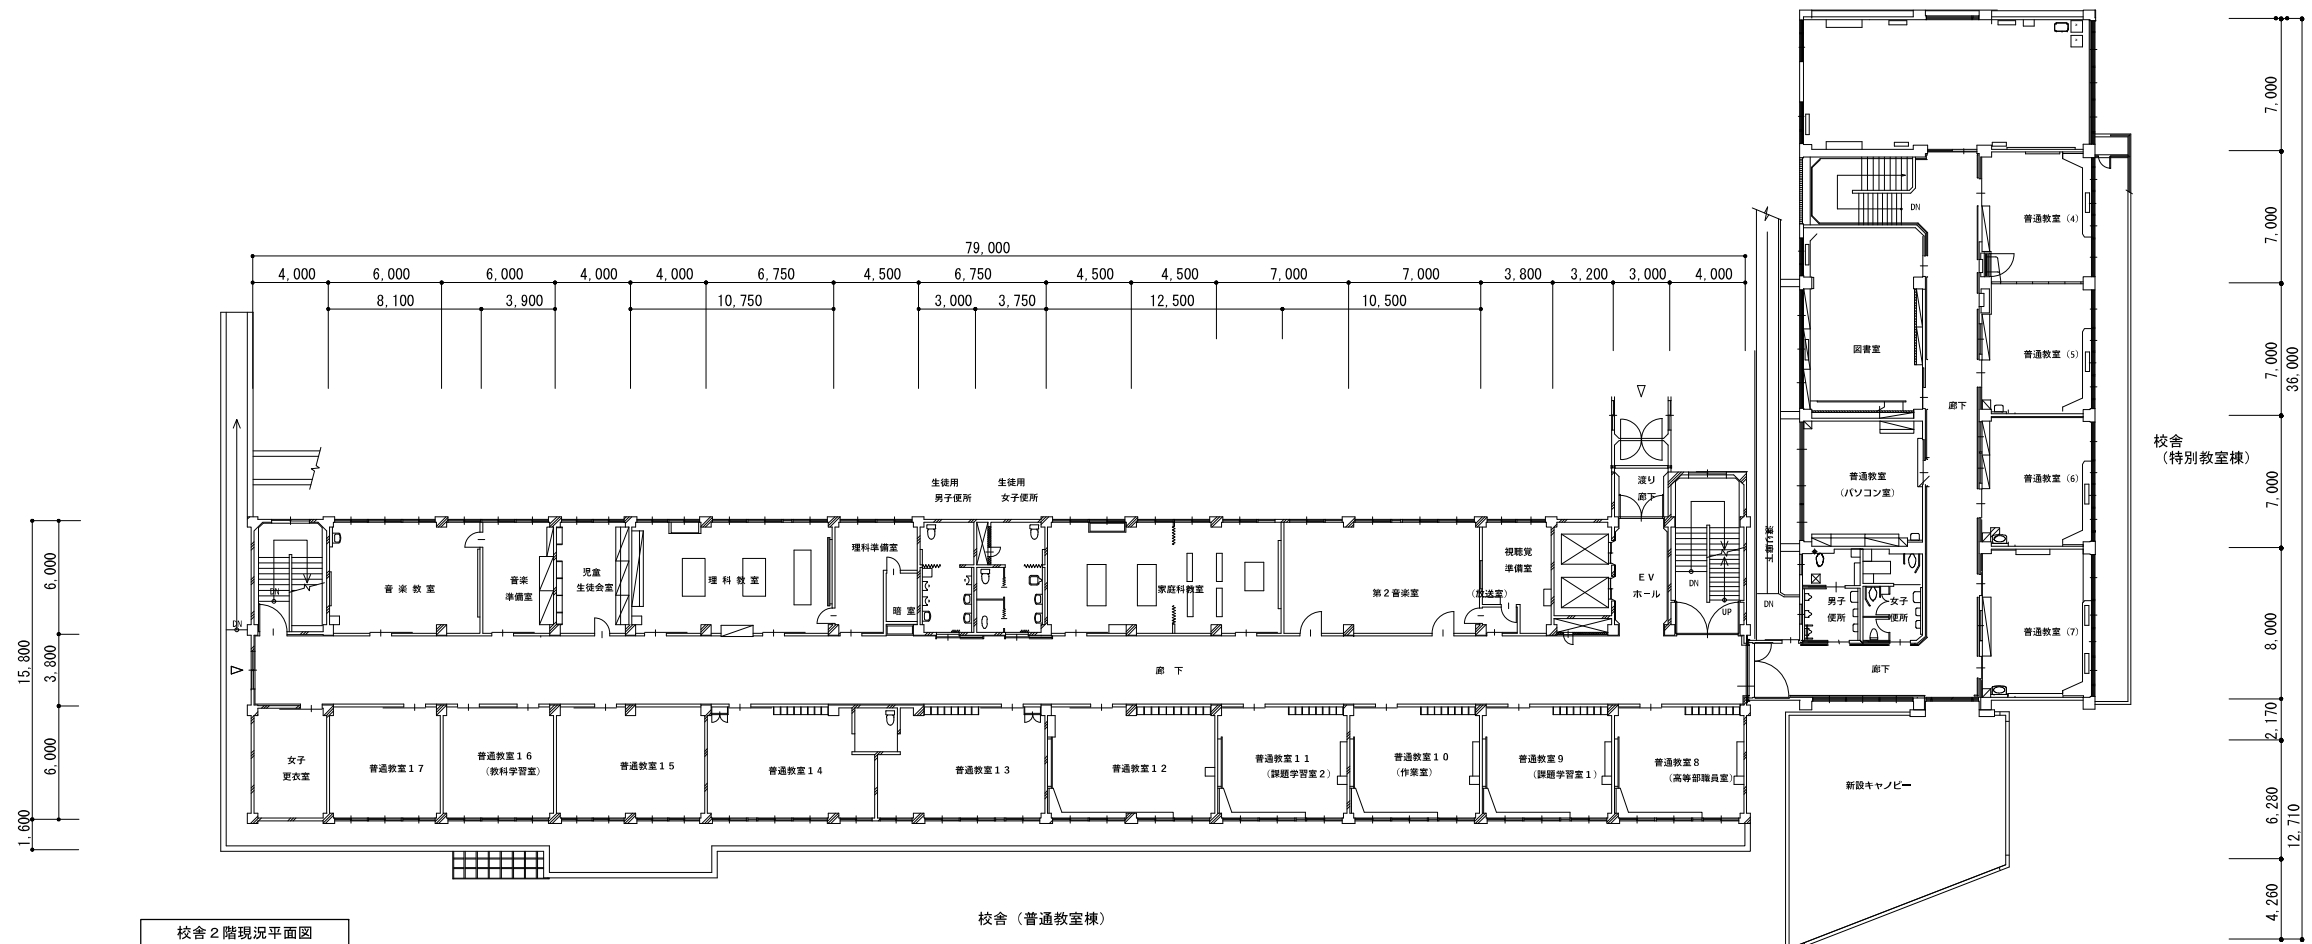 79,000
4,000 6,000 6,000 4,000 4,000 6,750 4,500 6,750 4,500 4,500 7,000 7,000 3,800 3,200 3,000 4,000
8,100 3,900 10,750 3,000 3,750 12,500 10,500
7,000
7,000
7,000
36,000
7,000
8,000
2,170
6,280
12,710
4,260
DN
普通教室(4)
図書室
普通教室(5)
廊下
校舎
(特別教室棟)
普通教室
(パソコン室)
普通教室(6)
男子
便所
女子
便所
普通教室(7)
廊下
渡り廊下
DN
新設キャノピー
生徒用
男子便所
生徒用
女子便所
渡り
廊下
6,000
15,800
3,800
6,000
1,600
DN
DN
音楽教室
音楽
準備室
児童
生徒会室
理科教室
理科準備室
暗室
家庭科教室
第2音楽室
視聴覚
準備室
(放送室)
EV
ホール
DN
UP
廊下
女子
更衣室
普通教室17
普通教室16
(教科学習室)
普通教室15
普通教室14
普通教室13
普通教室12
普通教室11
(課題学習室2)
普通教室10
(作業室)
普通教室9
(課題学習室1)
普通教室8
(高等部職員室)
校舎(普通教室棟)
校舎2階現況平面図